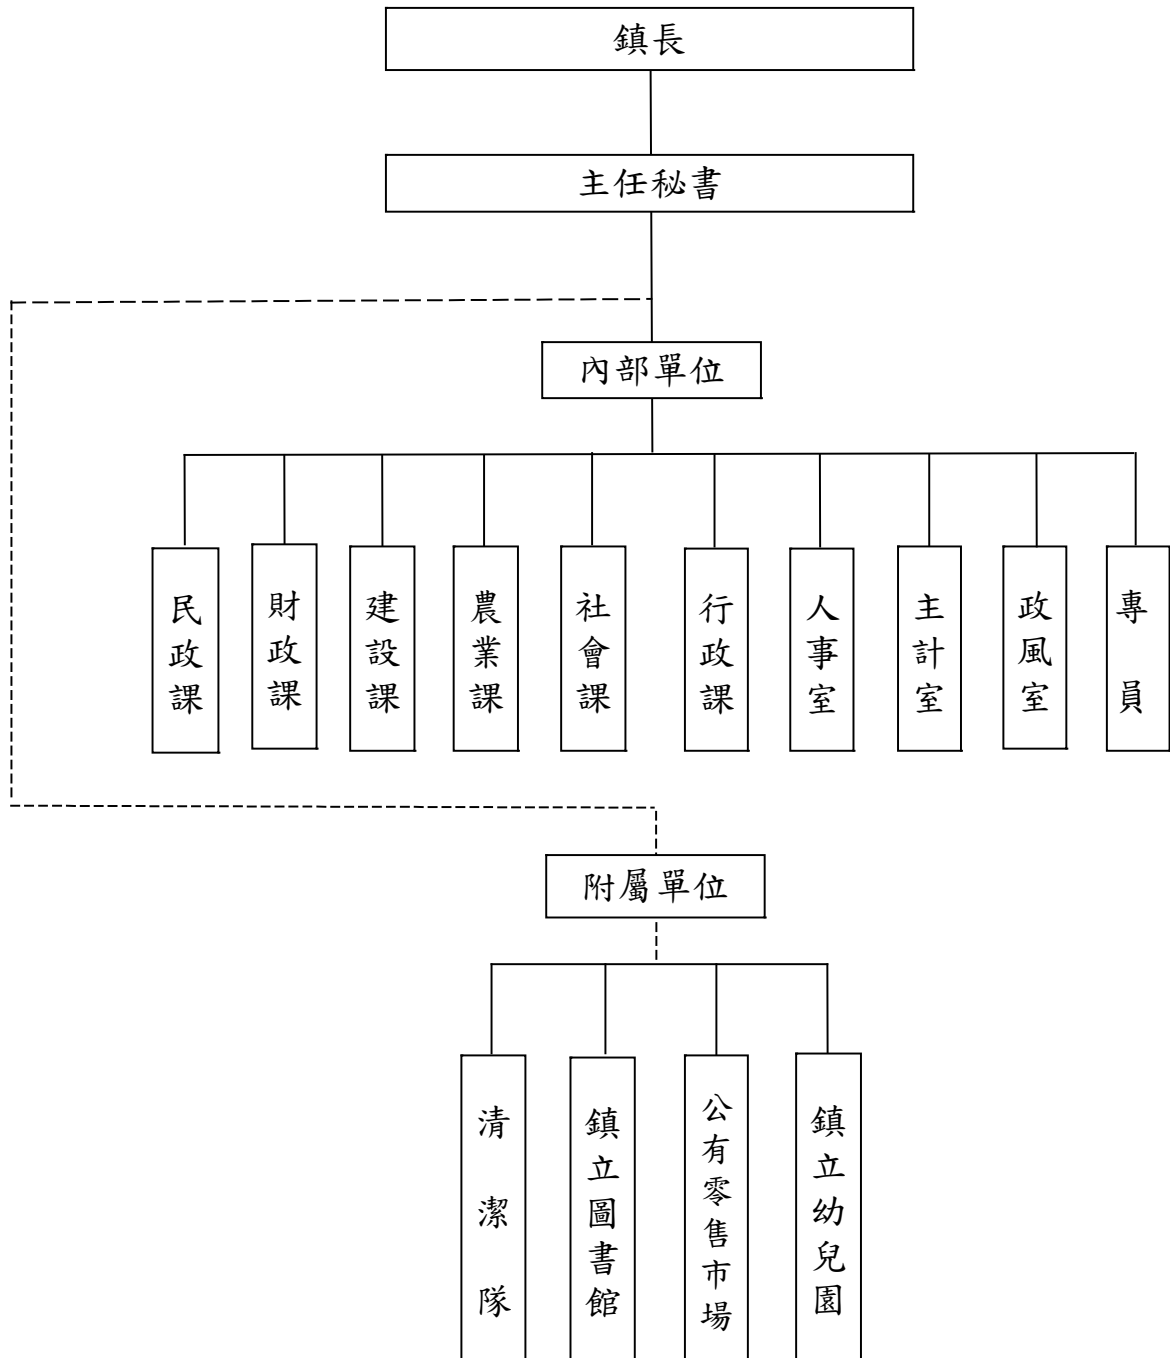 鎮長
主任秘書
內部單位
民政課
財政課
建設課
農業課
社會課
行政課
人事室
主計室
政風室
專員
附屬單位
清潔隊
鎮立圖書館
公有零售市場
鎮立幼兒園